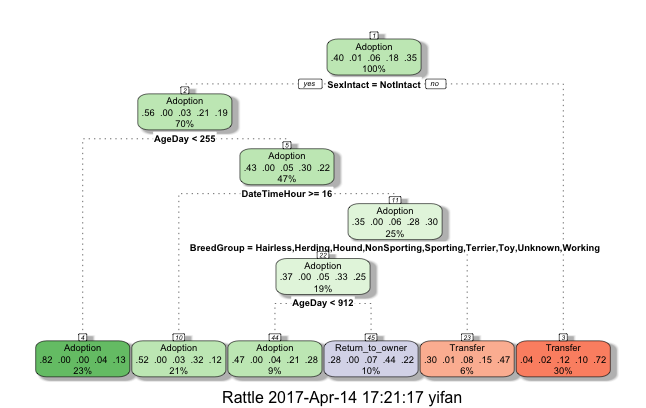 1
Adoption
.40 .01 .06 .18 .35
100%
yes SexIntact = NotIntact no
2
Adoption
.56 .00 .03 .21 .19
70%
AgeDay < 255
5
Adoption
.43 .00 .05 .30 .22
47%
DateTimeHour >= 16
11
Adoption
.35 .00 .06 .28 .30
25%
BreedGroup = Hairless,Herding,Hound,NonSporting,Sporting,Terrier,Toy,Unknown,Working
22
Adoption
.37 .00 .05 .33 .25
19%
AgeDay < 912
4
Adoption
.82 .00 .00 .04 .13
23%
10
Adoption
.52 .00 .03 .32 .12
21%
44
Adoption
.47 .00 .04 .21 .28
9%
45
Return_to_owner
.28 .00 .07 .44 .22
10%
23
Transfer
.30 .01 .08 .15 .47
6%
3
Transfer
.04 .02 .12 .10 .72
30%
Rattle 2017-Apr-14 17:21:17 yifan